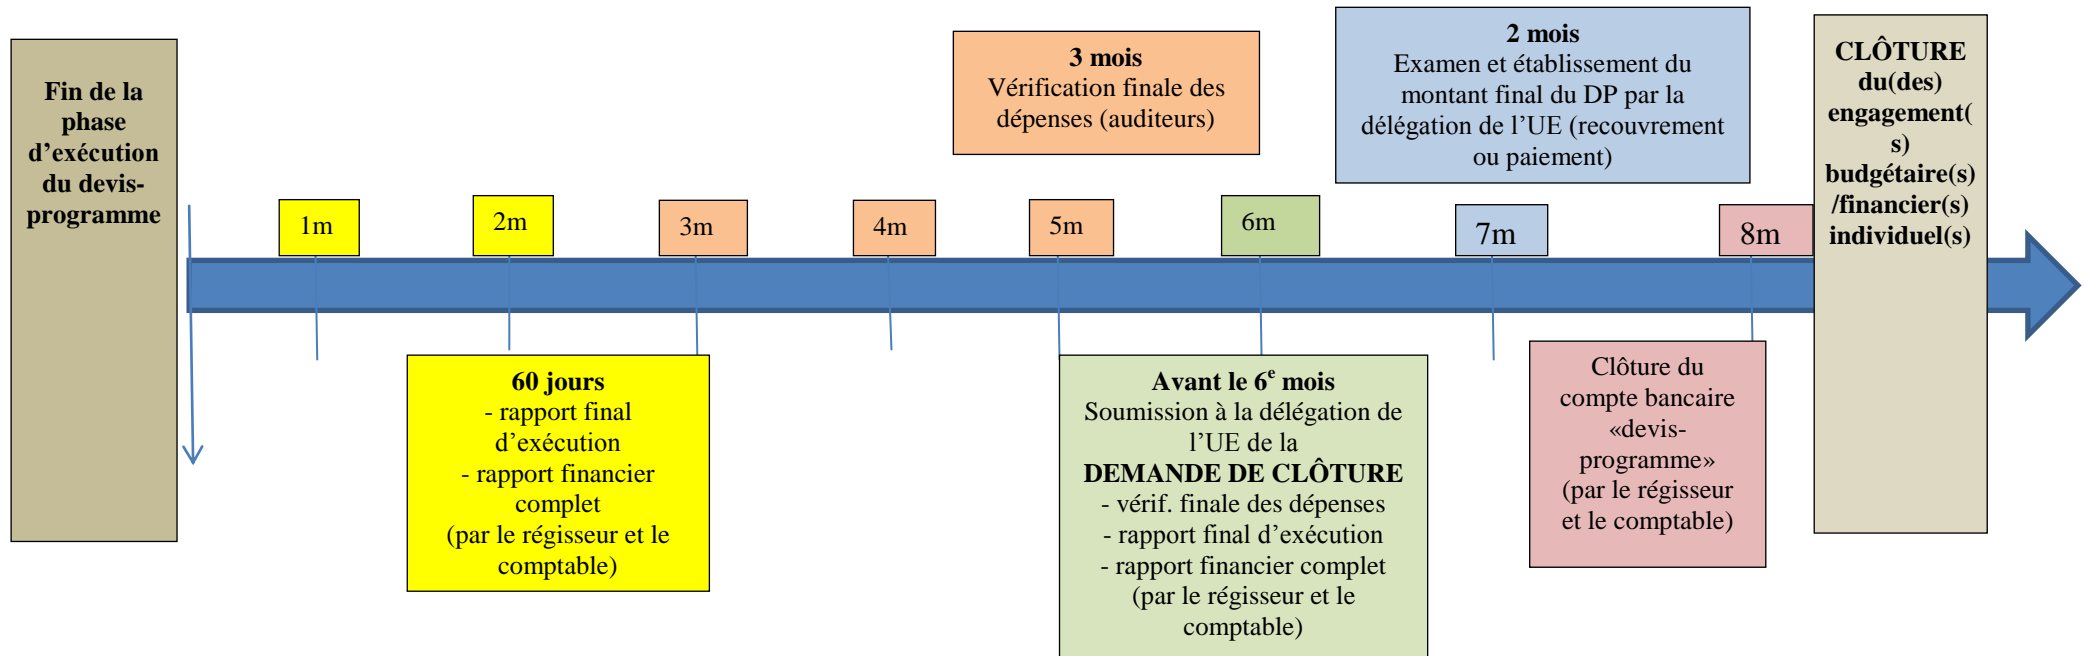 Fin de la
phase
d’exécution
du devis-
programme
3 mois
Vérification finale des
dépenses (auditeurs)
2 mois
Examen et établissement du
montant final du DP par la
délégation de l’UE (recouvrement
ou paiement)
CLÔTURE
du(des)
engagement(
s)
budgétaire(s)
/financier(s)
individuel(s)
1m
2m
3m
4m
5m
6m
7m
8m
60 jours
- rapport final
d’exécution
- rapport financier
complet
(par le régisseur et le
comptable)
Avant le 6e mois
Soumission à la délégation de
l’UE de la
DEMANDE DE CLÔTURE
- vérif. finale des dépenses
- rapport final d’exécution
- rapport financier complet
(par le régisseur et le
comptable)
Clôture du
compte bancaire
«devis-
programme»
(par le régisseur
et le comptable)